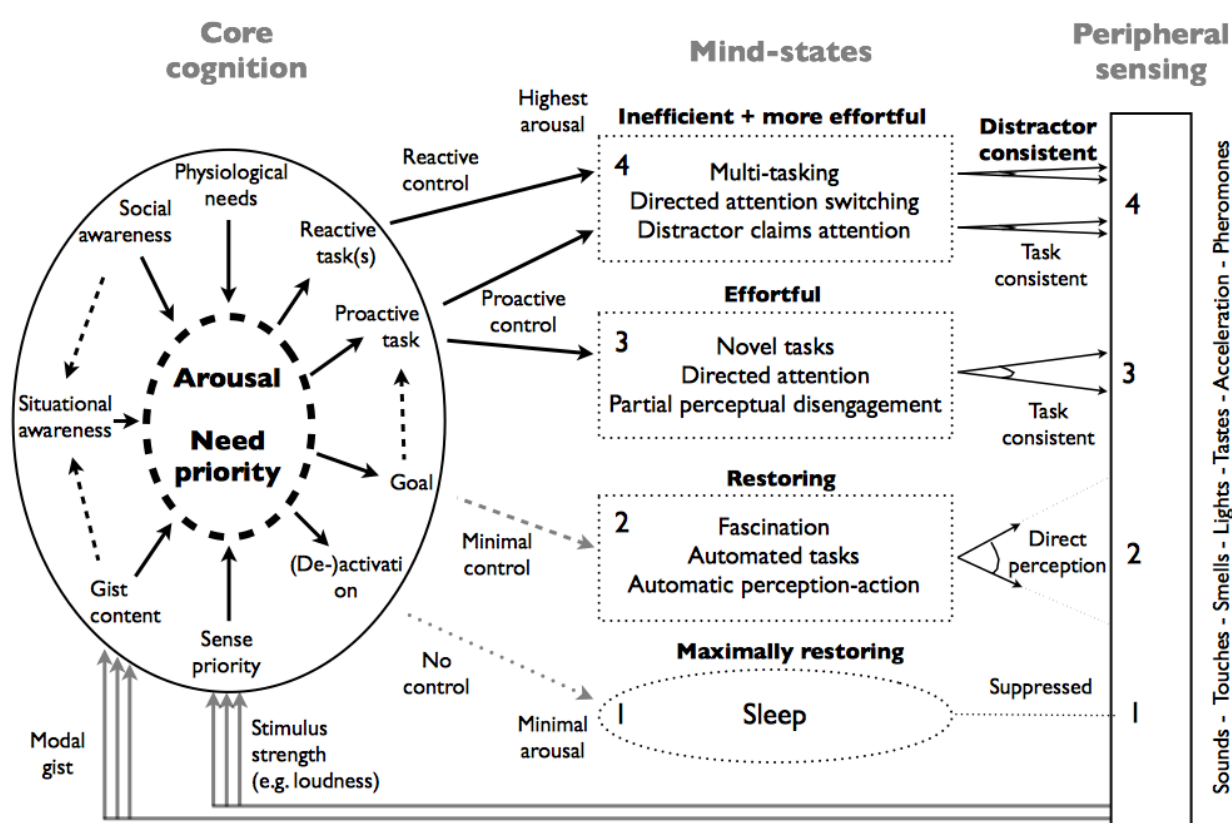 Core
cognition
Mind-states
Peripheral
sensing
Highest
arousal
Inefficient + more effortful
Distractor
consistent
Reactive
control
4
Multi-tasking
Directed attention switching
Distractor claims attention
4
Task
consistent
Physiological
needs
Social
awareness
Reactive
task(s)
Proactive
task
Proactive
control
Effortful
3
Novel tasks
Directed attention
Partial perceptual disengagement
3
Task
consistent
Arousal
Need
priority
Situational
awareness
Goal
Restoring
Minimal
control
2
Fascination
Automated tasks
Automatic perception-action
Direct
perception
2
(De-)activati
on
Gist
content
Sense
priority
No
control
Maximally restoring
Minimal
arousal
1
Sleep
Suppressed
1
Modal
gist
Stimulus
strength
(e.g. loudness)
Sounds - Touches - Smells - Lights - Tastes - Acceleration - Pheromones